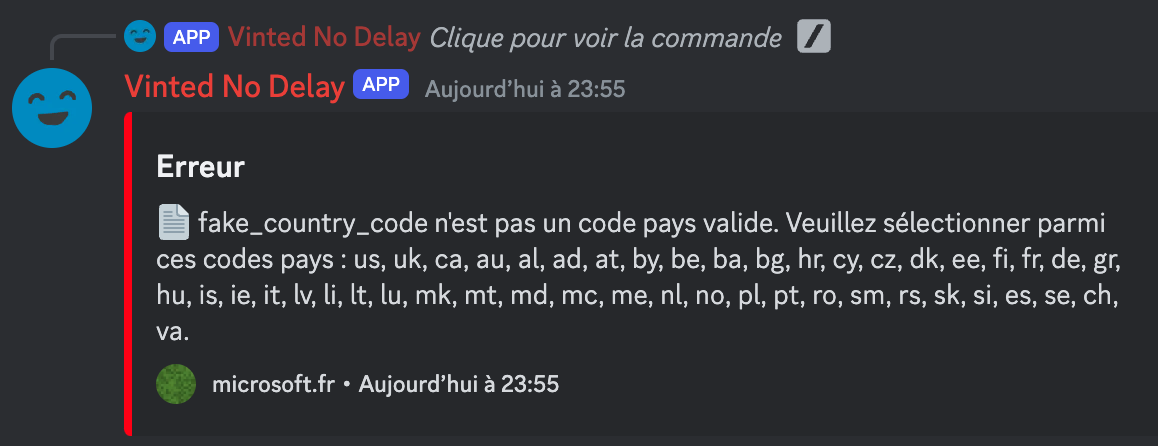 APP Vinted No Delay Clique pour voir la commande
Vinted No Delay APP Aujourd’hui à 23:55
Erreur
fake_country_code n'est pas un code pays valide. Veuillez sélectionner parmi
ces codes pays : us, uk, ca, au, al, ad, at, by, be, ba, bg, hr, cy, cz, dk, ee, fi, fr, de, gr,
hu, is, ie, it, lv, li, lt, lu, mk, mt, md, mc, me, nl, no, pl, pt, ro, sm, rs, sk, si, es, se, ch,
va.
microsoft.fr • Aujourd’hui à 23:55